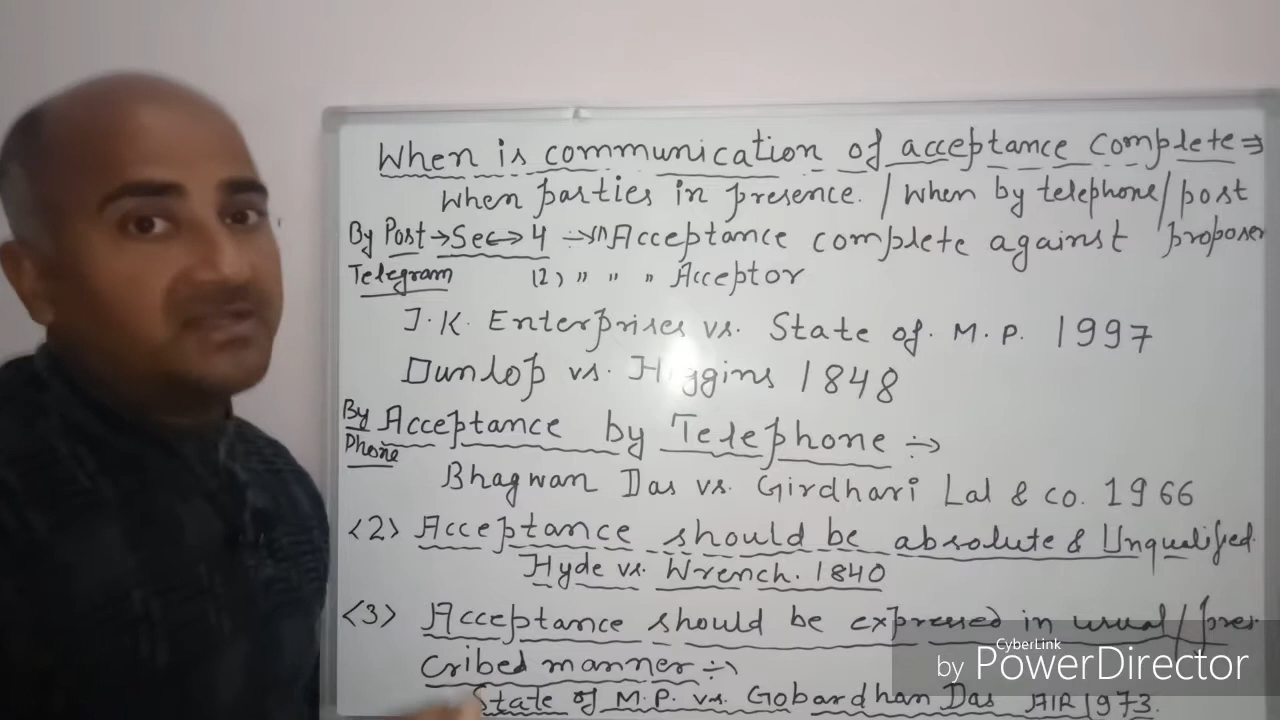 When is communication of acceptance complete ⇒
When parties in presence. / When by telephone/post
By Post → Sec → 4 ÷ (1) Acceptance complete against proposer
Telegram (2) " " " Acceptor
J.K. Enterprises vs. State of. M.P. 1997
Dunlop vs. Higgins 1848
By Phone
Acceptance by Telephone ÷→
Bhagwan Das vs. Girdhari Lal & co. 1966
<2> Acceptance should be absolute & Unqualified.
Hyde vs. Wrench. 1840
<3> Acceptance should be expressed in usual/pres
cribed manner ÷→
State of M.P. vs. Gobardhan Das AIR 1973.
CyberLink
by PowerDirector